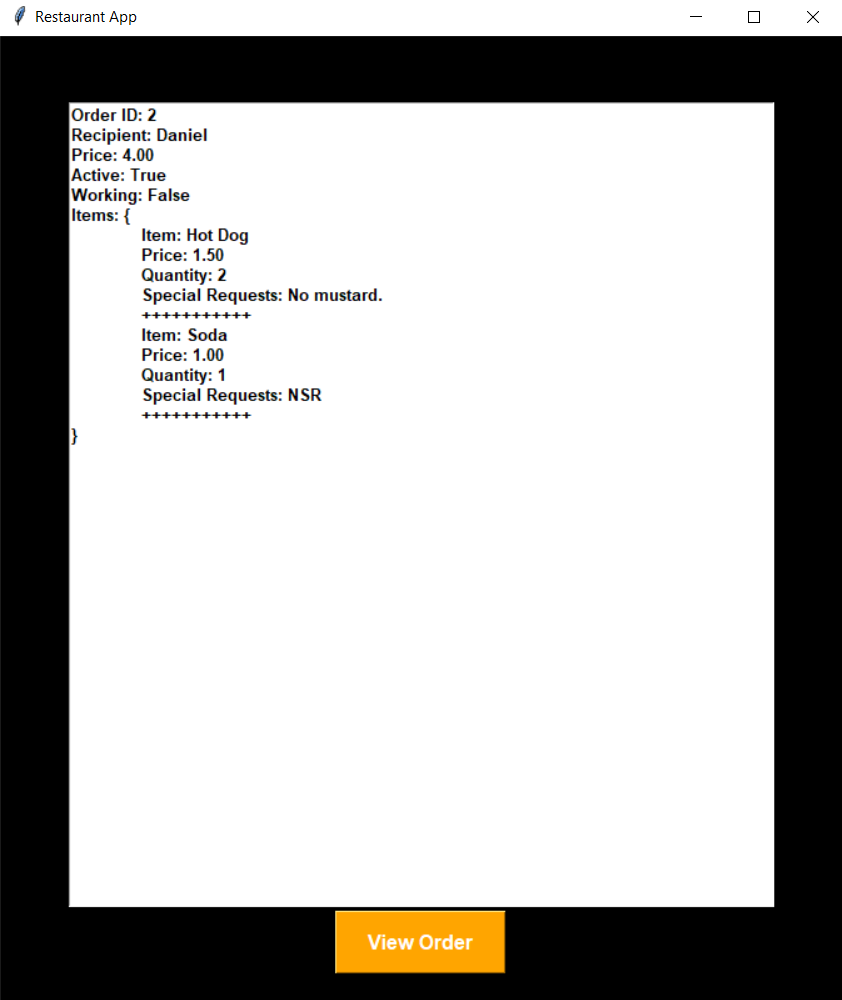 Restaurant App
Order ID: 2
Recipient: Daniel
Price: 4.00
Active: True
Working: False
Items: {
Item: Hot Dog
Price: 1.50
Quantity: 2
Special Requests: No mustard.
+++++++++++
Item: Soda
Price: 1.00
Quantity: 1
Special Requests: NSR
+++++++++++
}
View Order